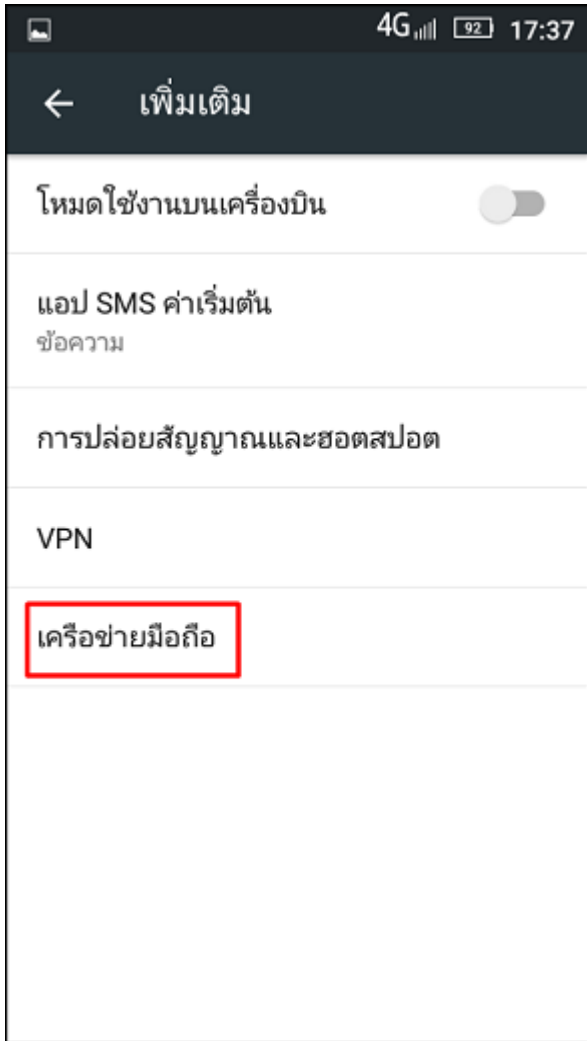 4G 92 17:37
เพิ่มเติม
โหมดใช้งานบนเครื่องบิน
แอป SMS ค่าเริ่มต้น
ข้อความ
การปล่อยสัญญาณและฮอตสปอต
VPN
เครือข่ายมือถือ